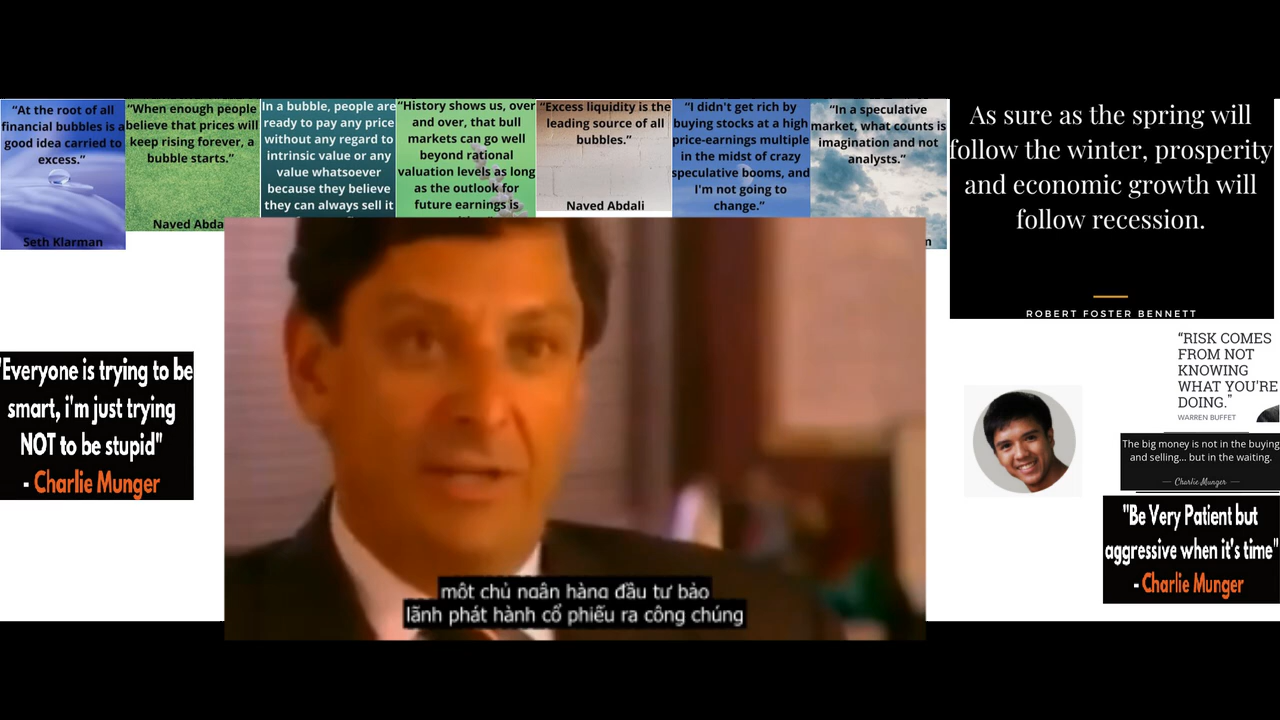 “At the root of all
financial bubbles is a
good idea carried to
excess.”
Seth Klarman
“When enough people
believe that prices will
keep rising forever, a
bubble starts.”
Naved Abda
In a bubble, people are
ready to pay any price
without any regard to
intrinsic value or any
value whatsoever
because they believe
they can always sell it
“History shows us, over
and over, that bull
markets can go well
beyond rational
valuation levels as long
as the outlook for
future earnings is
“Excess liquidity is the
leading source of all
bubbles.”
Naved Abdali
“I didn't get rich by
buying stocks at a high
price-earnings multiple
in the midst of crazy
speculative booms, and
I'm not going to
change.”
“In a speculative
market, what counts is
imagination and not
analysts.”
m
As sure as the spring will
follow the winter, prosperity
and economic growth will
follow recession.
ROBERT FOSTER BENNETT
"Everyone is trying to be
smart, i'm just trying
NOT to be stupid"
- Charlie Munger
“RISK COMES
FROM NOT
KNOWING
WHAT YOU'RE
DOING.”
WARREN BUFFET
The big money is not in the buying
and selling... but in the waiting.
— Charlie Munger —
"Be Very Patient but
aggressive when it's time"
- Charlie Munger
một chủ ngân hàng đầu tư bảo
lãnh phát hành cổ phiếu ra công chúng